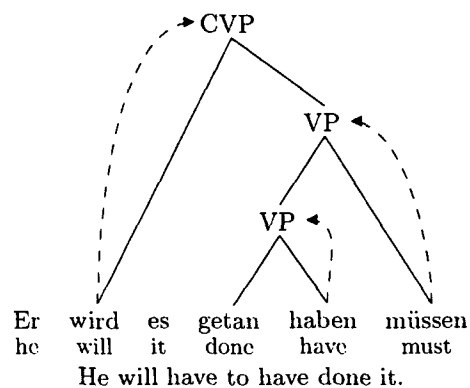 CVP
VP
VP
Er wird es getan haben müssen
he will it done have must
He will have to have done it.